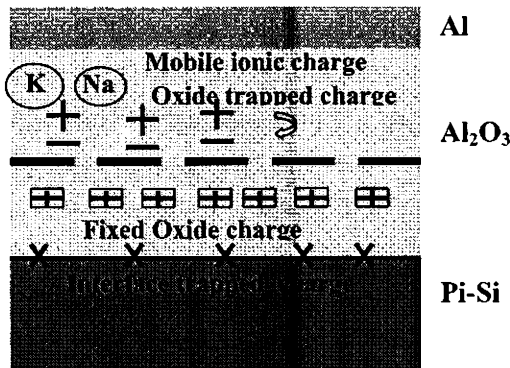 Al
Mobile ionic charge
K Na
Oxide trapped charge
Al₂O₃
Fixed Oxide charge
Interface trapped charge
Pi-Si